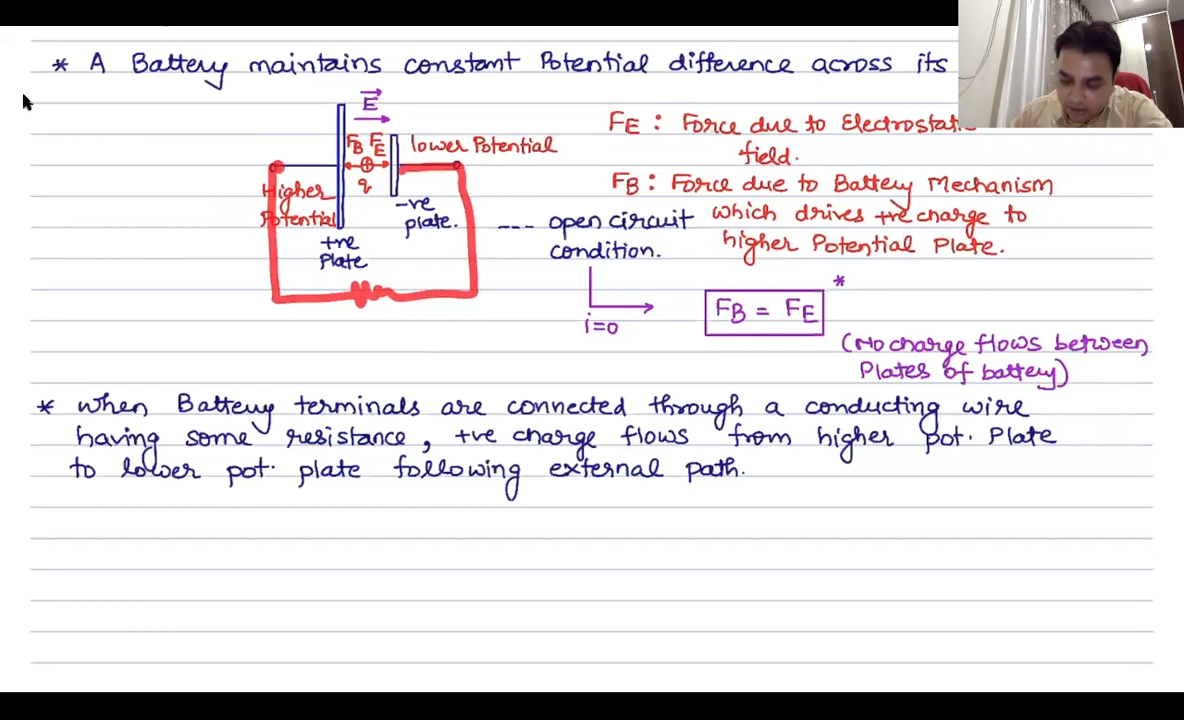 * A Battery maintains constant Potential difference across its
E
FB FE
lower Potential
q
Higher
Potential
+ve
Plate
-ve
plate.
--- open circuit
condition.
i=0
FE : Force due to Electrostatic
field.
FB : Force due to Battery Mechanism
which drives +ve charge to
higher Potential Plate.
FB = FE *
(No charge flows between
Plates of battery)
* when Battery terminals are connected through a conducting wire
having some resistance, +ve charge flows from higher pot. Plate
to lower pot. plate following external path.